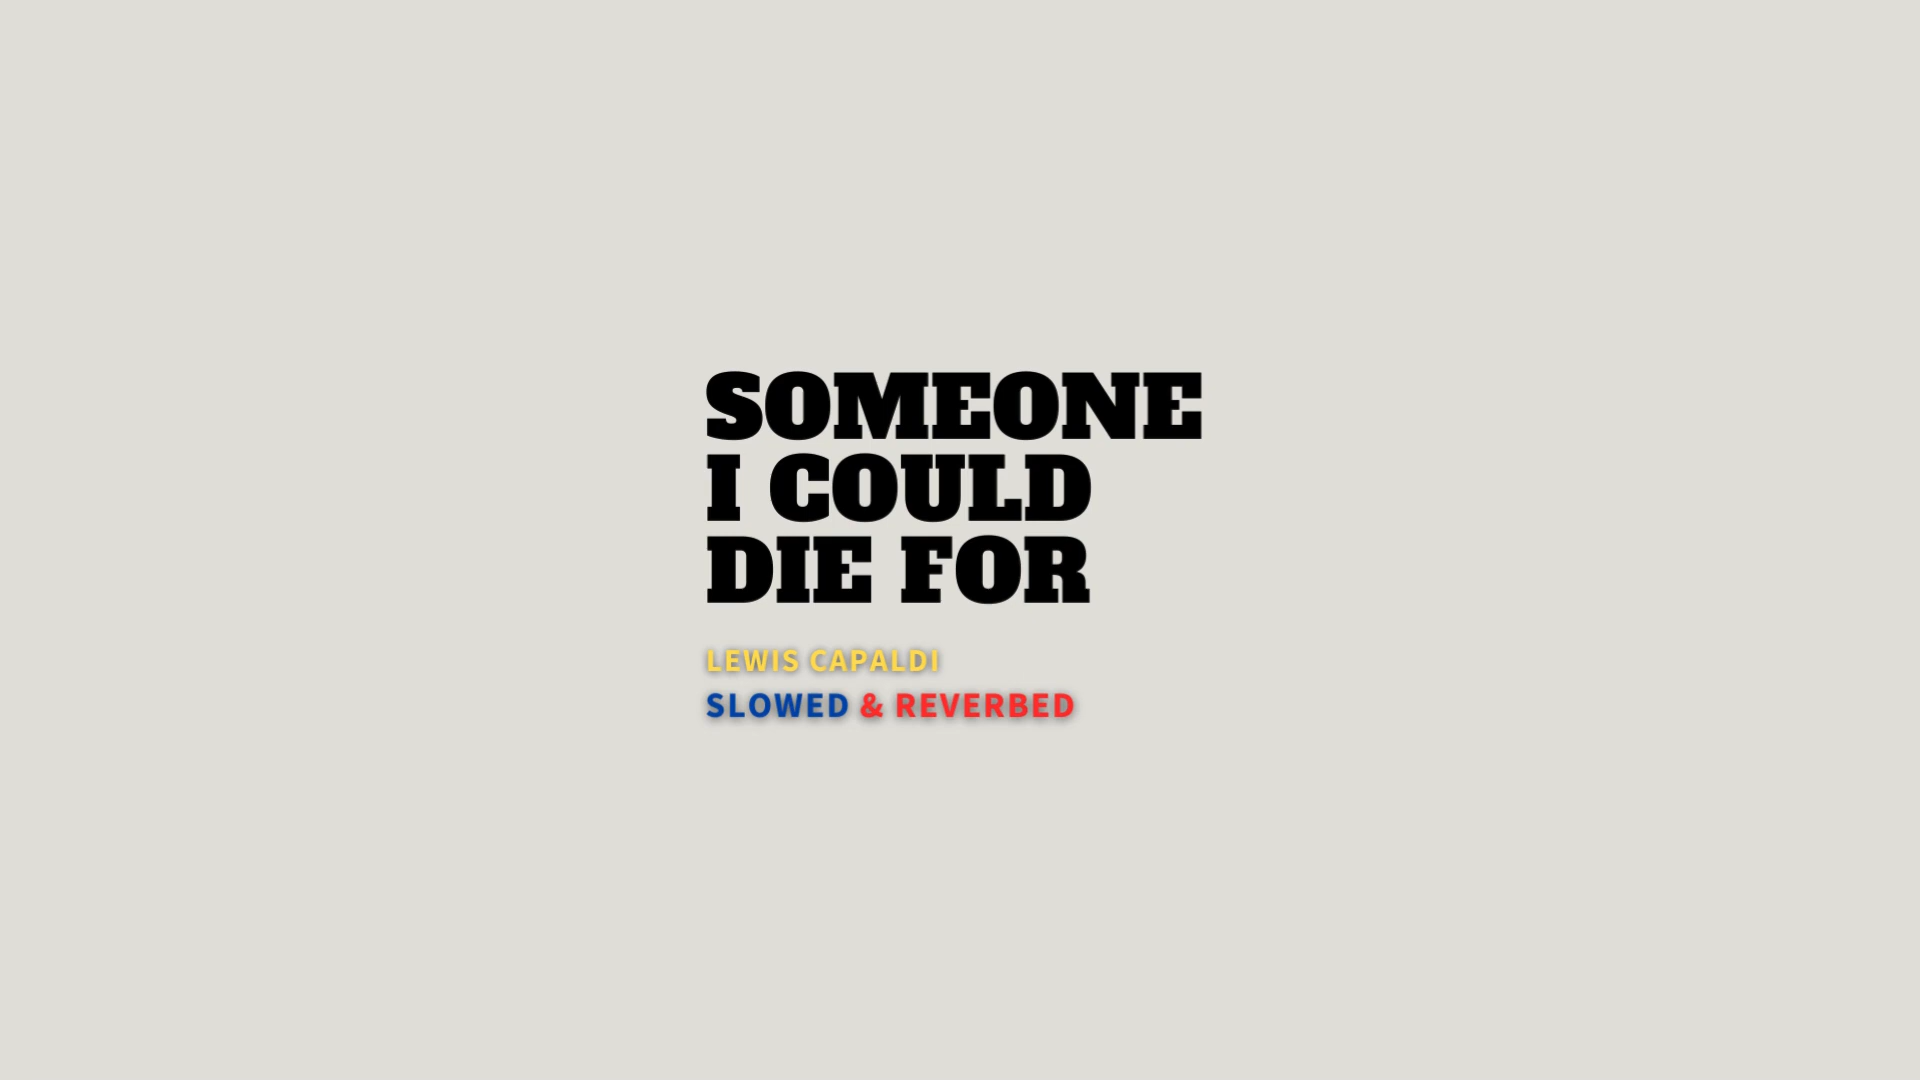 SOMEONE
I COULD
DIE FOR
LEWIS CAPALDI
SLOWED & REVERBED